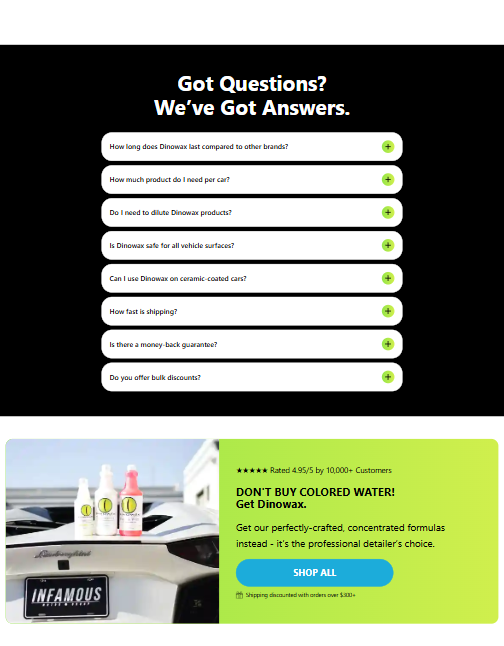 Got Questions?
We've Got Answers.
How long does Dinowax last compared to other brands?
How much product do I need per car?
Do I need to dilute Dinowax products?
Is Dinowax safe for all vehicle surfaces?
Can I use Dinowax on ceramic-coated cars?
How fast is shipping?
Is there a money-back guarantee?
Do you offer bulk discounts?
★★★★★ Rated 4.95/5 by 10,000+ Customers
DON'T BUY COLORED WATER!
Get Dinowax.
Get our perfectly-crafted, concentrated formulas
instead - it's the professional detailer's choice.
SHOP ALL
Shipping discounted with orders over $300+
Lamborghini
INFAMOUS